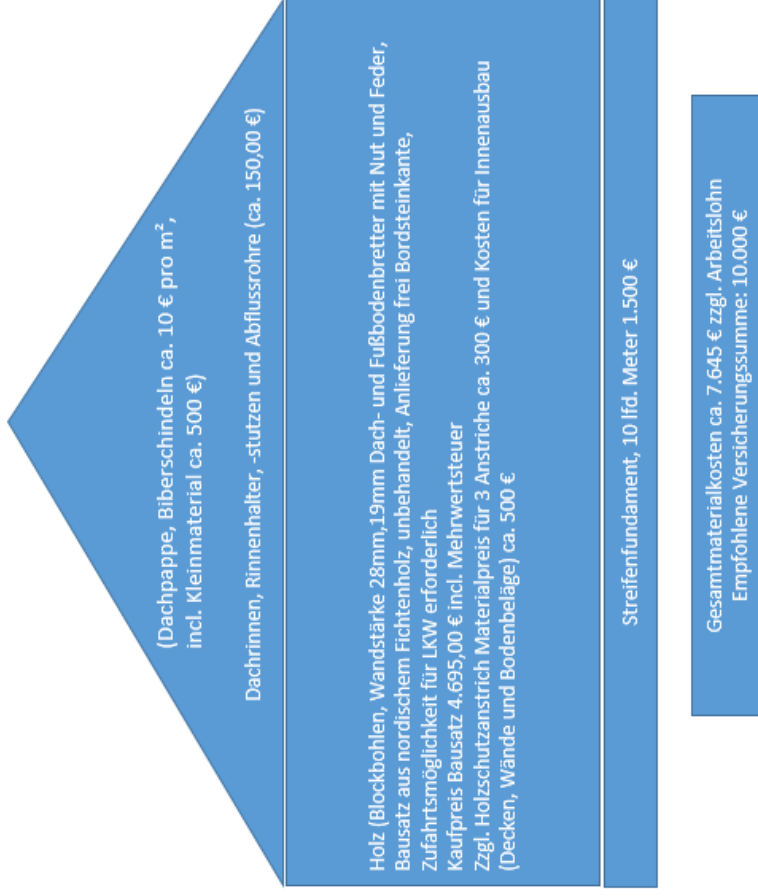 (Dachpappe, Biberschindeln ca. 10 € pro m²,
incl. Kleinmaterial ca. 500 €)
Dachrinnen, Rinnenhalter, -stutzen und Abflussrohre (ca. 150,00 €)
Holz (Blockbohlen, Wandstärke 28mm,19mm Dach- und Fußbodenbretter mit Nut und Feder,
Bausatz aus nordischem Fichtenholz, unbehandelt, Anlieferung frei Bordsteinkante,
Zufahrtsmöglichkeit für LKW erforderlich
Kaufpreis Bausatz 4.695,00 € incl. Mehrwertsteuer
Zzgl. Holzschutzanstrich Materialpreis für 3 Anstriche ca. 300 € und Kosten für Innenausbau
(Decken, Wände und Bodenbeläge) ca. 500 €
Streifenfundament, 10 lfd. Meter 1.500 €
Gesamtmaterialkosten ca. 7.645 € zzgl. Arbeitslohn
Empfohlene Versicherungssumme: 10.000 €